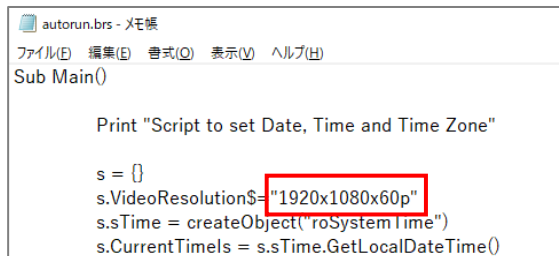 autorun.brs - メモ帳
ファイル(F) 編集(E) 書式(O) 表示(V) ヘルプ(H)
Sub Main()
Print "Script to set Date, Time and Time Zone"
s = {}
s.VideoResolution$="1920x1080x60p"
s.sTime = createObject("roSystemTime")
s.CurrentTimeIs = s.sTime.GetLocalDateTime()